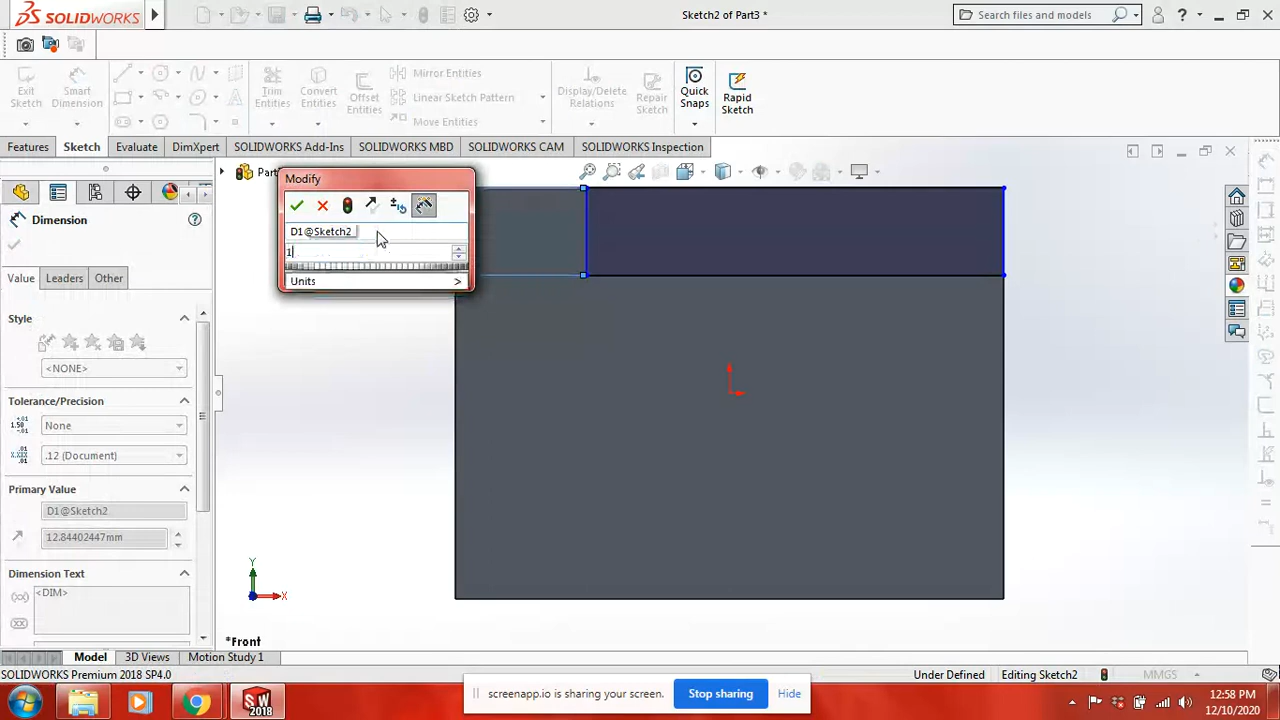 SOLIDWORKS
Sketch2 of Part3 *
Search files and models
?
Exit Sketch
Smart Dimension
Trim Entities
Convert Entities
Offset Entities
Mirror Entities
Linear Sketch Pattern
Move Entities
Display/Delete Relations
Repair Sketch
Quick Snaps
Rapid Sketch
Features
Sketch
Evaluate
DimXpert
SOLIDWORKS Add-Ins
SOLIDWORKS MBD
SOLIDWORKS CAM
SOLIDWORKS Inspection
Part
Modify
D1@Sketch2
1
Units >
Dimension
Value
Leaders
Other
Style
<NONE>
Tolerance/Precision
None
.12 (Document)
Primary Value
D1@Sketch2
12.84402447mm
Dimension Text
<DIM>
Y
X
*Front
Model
3D Views
Motion Study 1
SOLIDWORKS Premium 2018 SP4.0
Under Defined
Editing Sketch2
MMGS
screenapp.io is sharing your screen.
Stop sharing
Hide
SW
2018
12:58 PM
12/10/2020